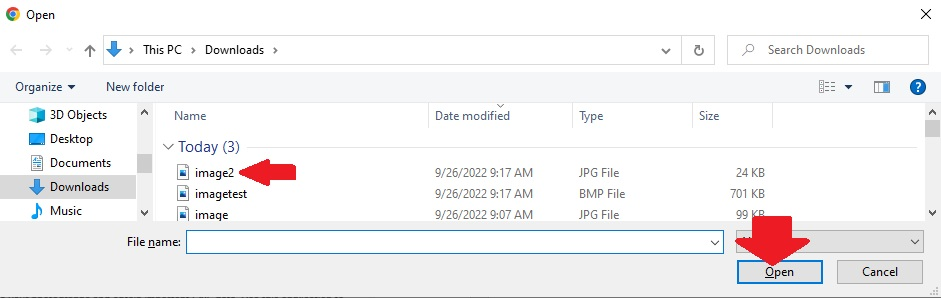 Open
This PC > Downloads >
Search Downloads
Organize
New folder
?
3D Objects
Desktop
Documents
Downloads
Music
Name
Date modified
Type
Size
Today (3)
image2 9/26/2022 9:17 AM JPG File 24 KB
imagetest 9/26/2022 9:17 AM BMP File 701 KB
image 9/26/2022 9:07 AM JPG File 99 KB
File name:
Open
Cancel